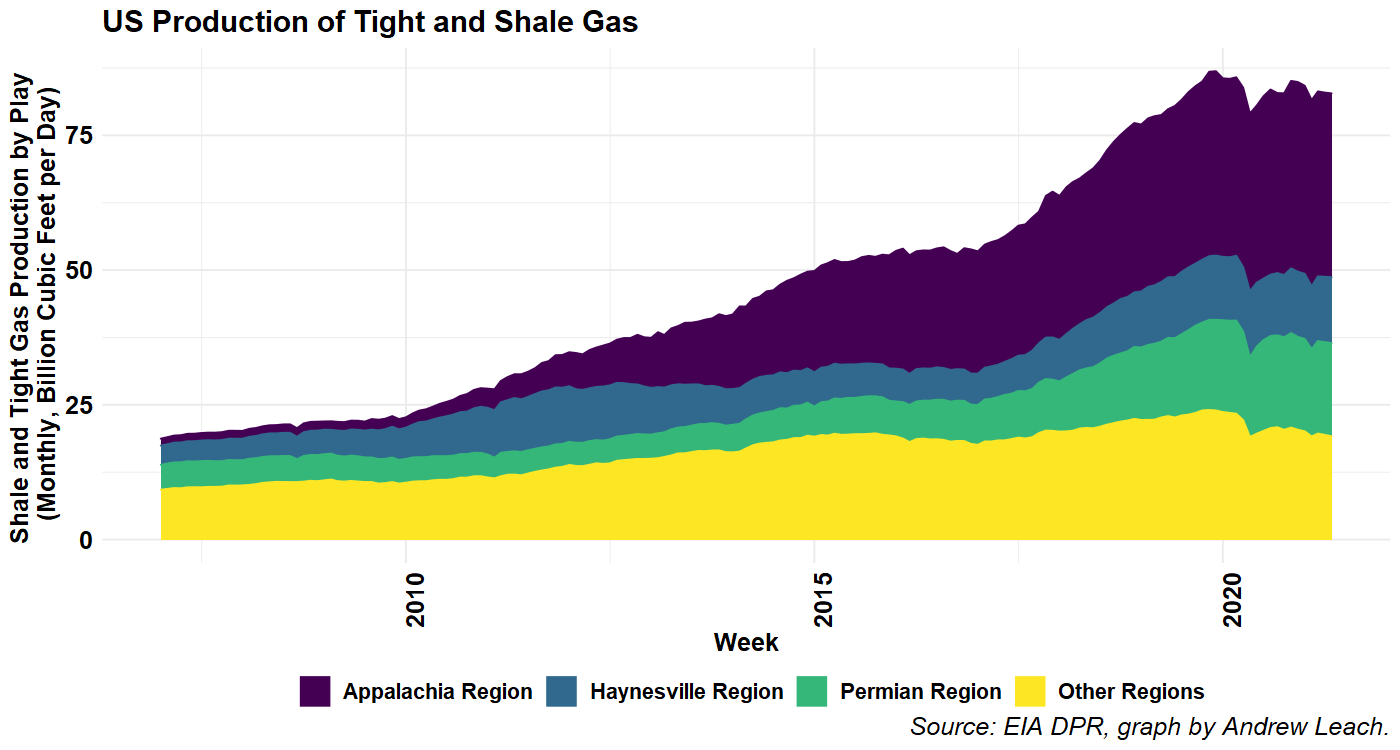 US Production of Tight and Shale Gas
Shale and Tight Gas Production by Play
(Monthly, Billion Cubic Feet per Day)
75
50
25
0
2010
2015
2020
Week
Appalachia Region
Haynesville Region
Permian Region
Other Regions
Source: EIA DPR, graph by Andrew Leach.